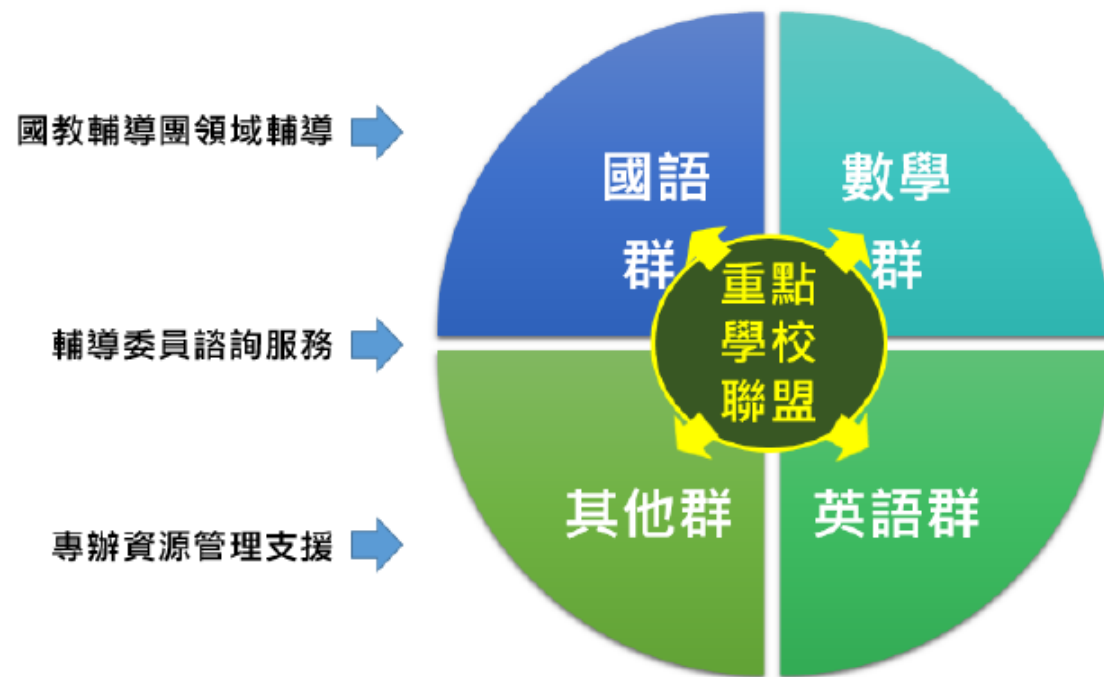 國教輔導團領域輔導
輔導委員諮詢服務
專辦資源管理支援
國語
群
數學
群
重點
學校
聯盟
其他群
英語群